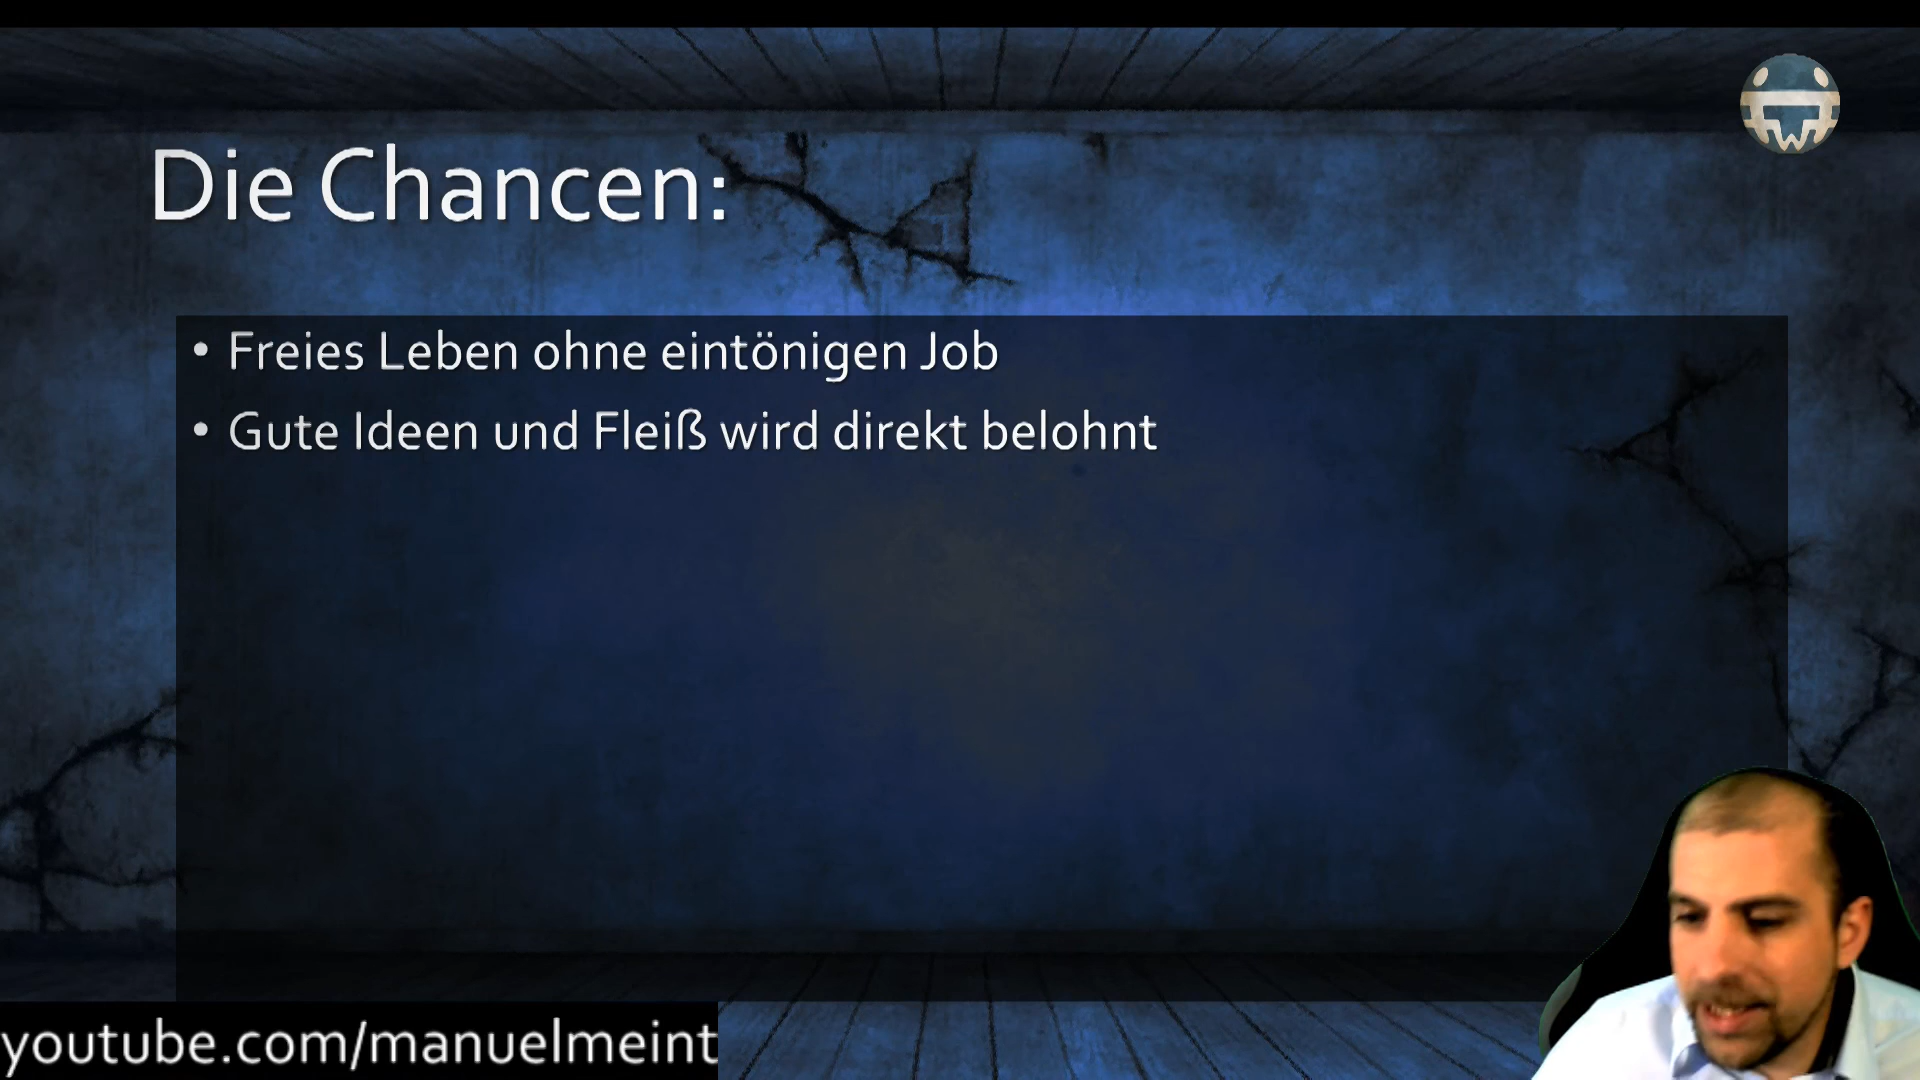 Die Chancen:
• Freies Leben ohne eintönigen Job
• Gute Ideen und Fleiß wird direkt belohnt
youtube.com/manuelmeint